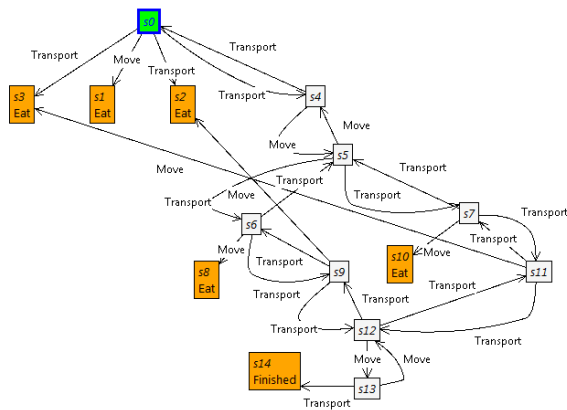 s0
Transport
Move
Transport
Transport
Transport
s3
Eat
s1
Eat
s2
Eat
s4
Move
Move
s5
Move
Transport
Transport
Move
Transport
Transport
s7
Transport
s6
Move
Move
Transport
s8
Eat
s10
Eat
Transport
Transport
s9
s11
Transport
Transport
Transport
s12
Transport
Move
Move
s14
Finished
s13
Transport